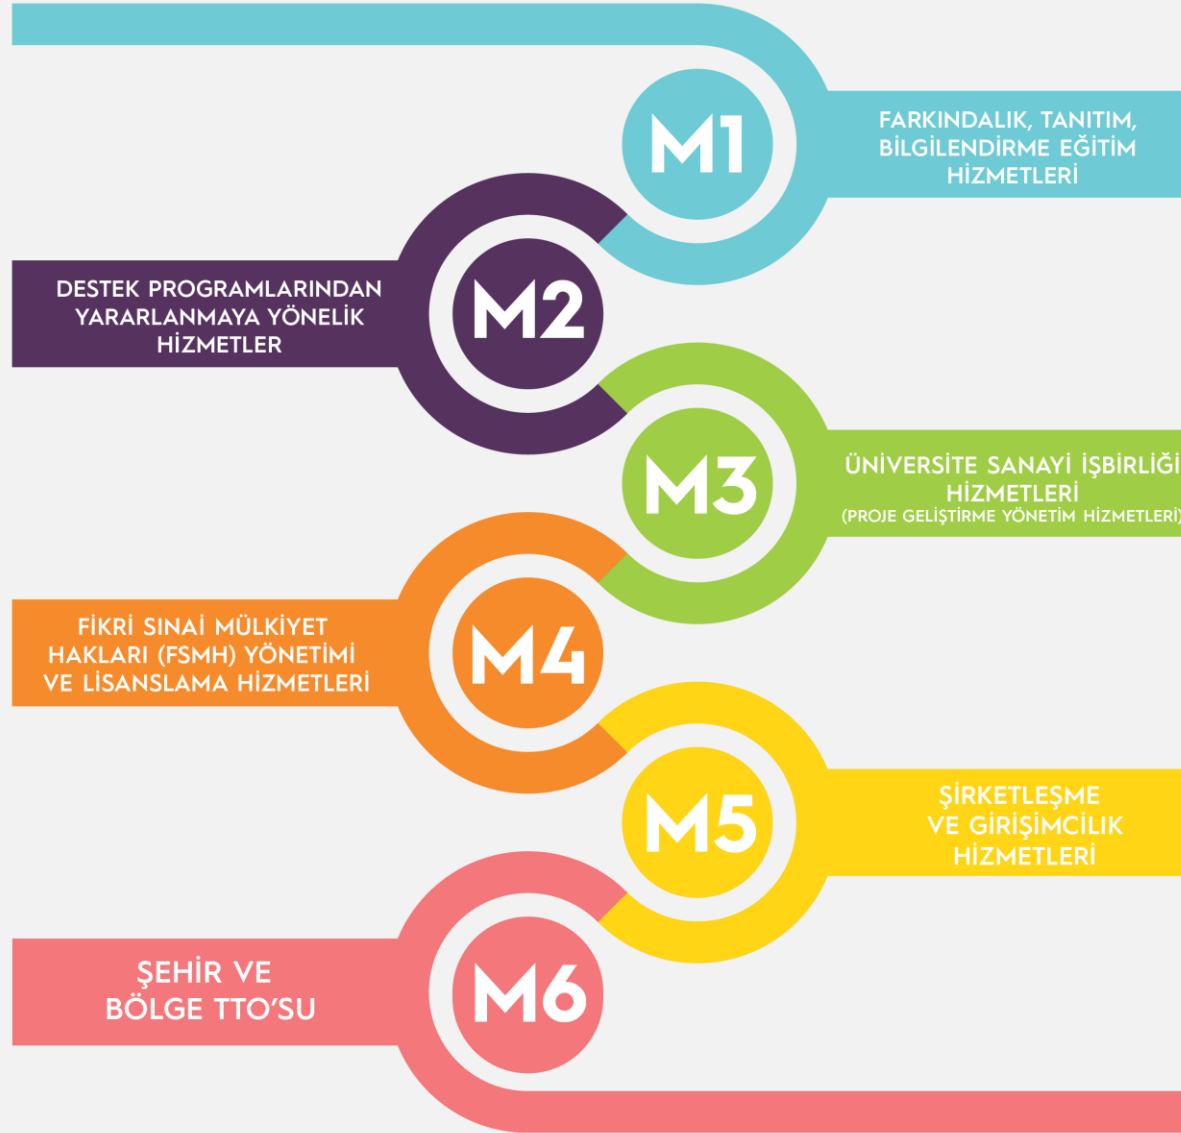 M1
FARKINDALIK, TANITIM,
BİLGİLENDİRME EĞİTİM
HİZMETLERİ
DESTEK PROGRAMLARINDAN
YARARLANMAYA YÖNELİK
HİZMETLER
M2
M3
ÜNİVERSİTE SANAYİ İŞBİRLİĞİ
HİZMETLERİ
(PROJE GELİŞTİRME YÖNETİM HİZMETLERİ)
FİKRİ SINAİ MÜLKİYET
HAKLARI (FSMH) YÖNETİMİ
VE LİSANSLAMA HİZMETLERİ
M4
M5
ŞİRKETLEŞME
VE GİRİŞİMCİLIK
HİZMETLERİ
ŞEHİR VE
BÖLGE TTO'SU
M6